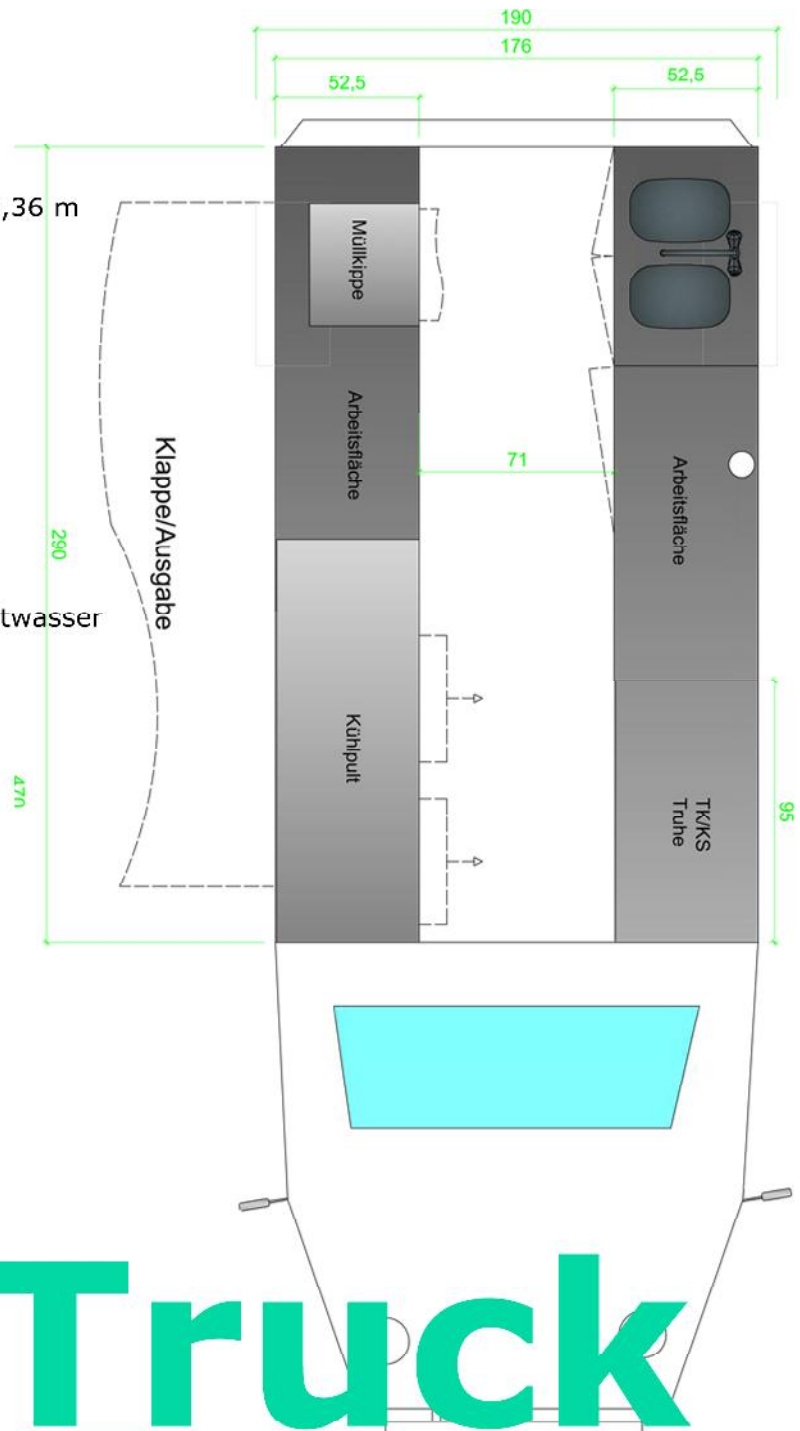 190
176
52,5
52,5
,36 m
Müllkippe
Arbeitsfläche
Klappe/Ausgabe
Arbeitsfläche
71
290
twasser
Kühlpult
TK/KS
Truhe
95
470
Truck